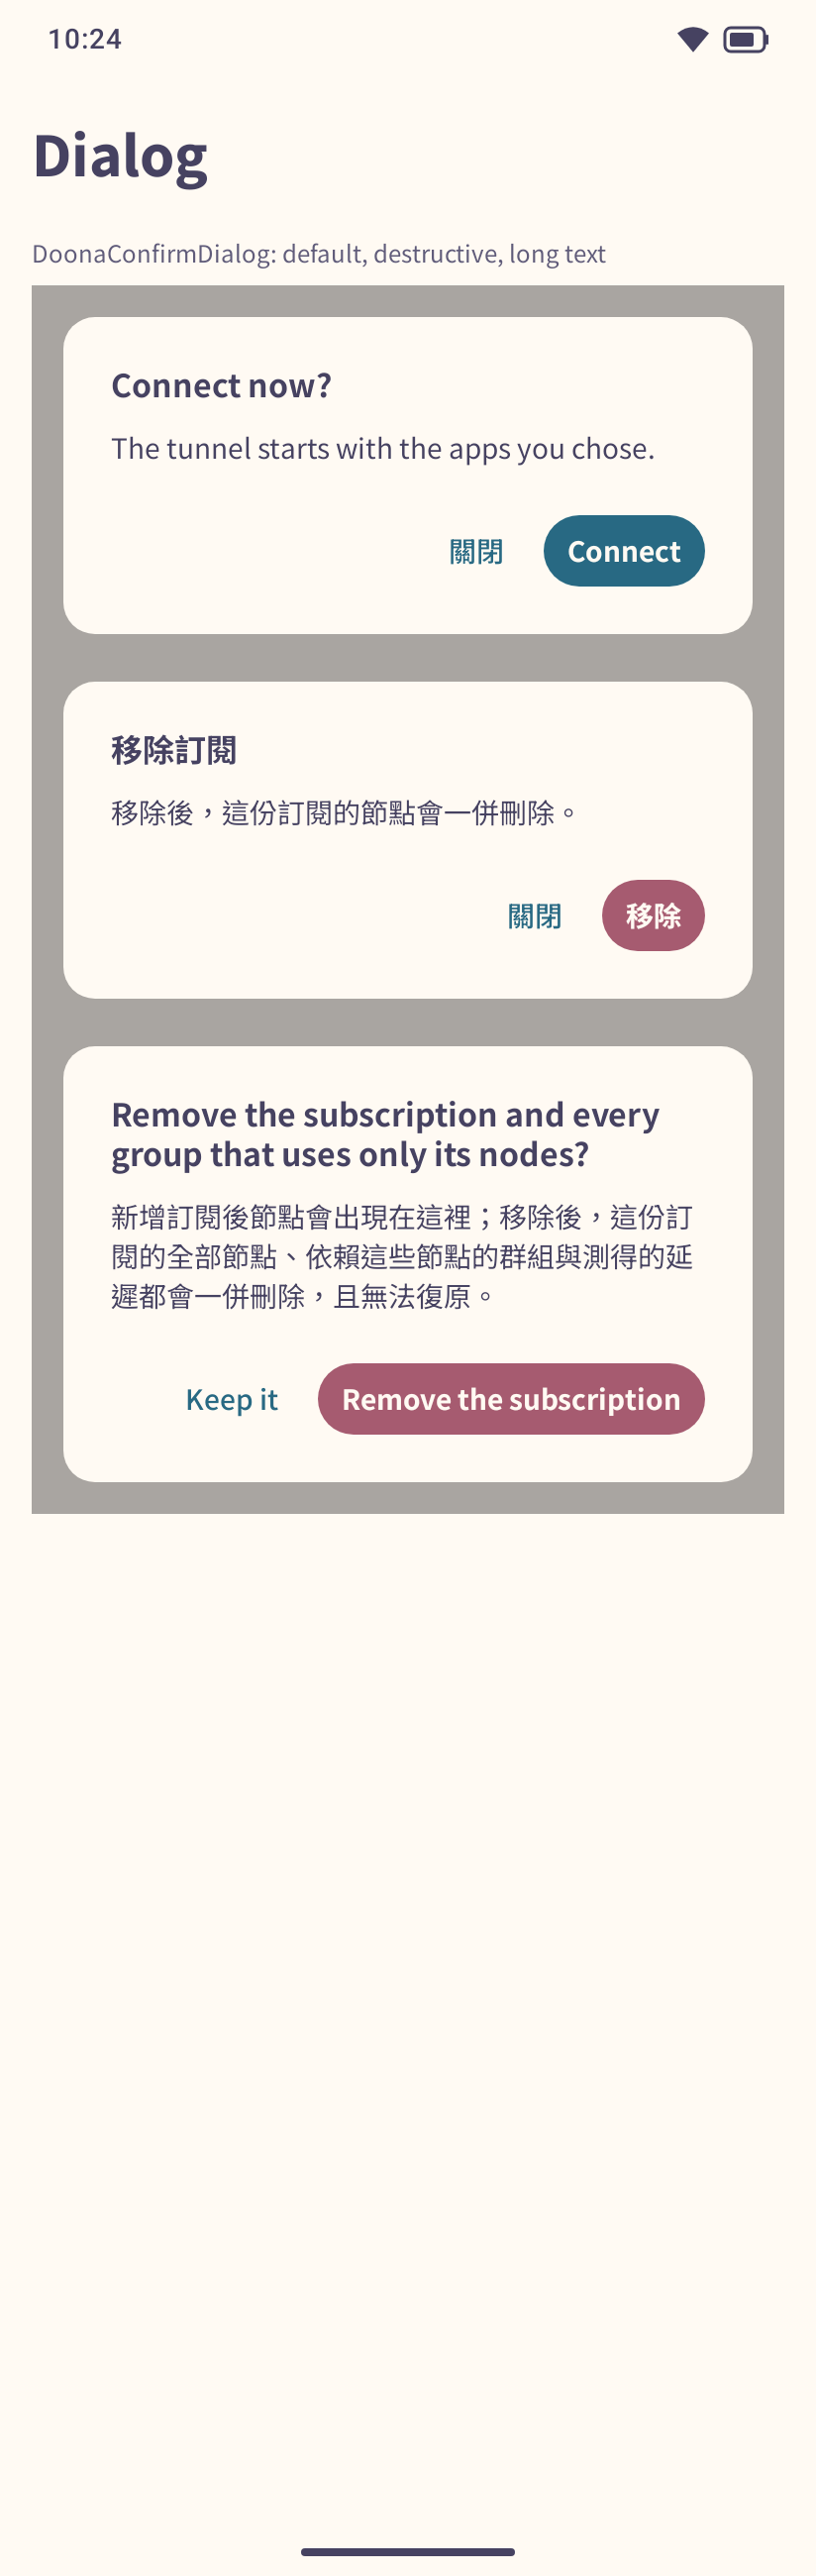 10:24
Dialog
DoonaConfirmDialog: default, destructive, long text
Connect now?
The tunnel starts with the apps you chose.
關閉
Connect
移除訂閱
移除後，這份訂閱的節點會一併刪除。
關閉
移除
Remove the subscription and every
group that uses only its nodes?
新增訂閱後節點會出現在這裡；移除後，這份訂
閱的全部節點、依賴這些節點的群組與測得的延
遲都會一併刪除，且無法復原。
Keep it
Remove the subscription